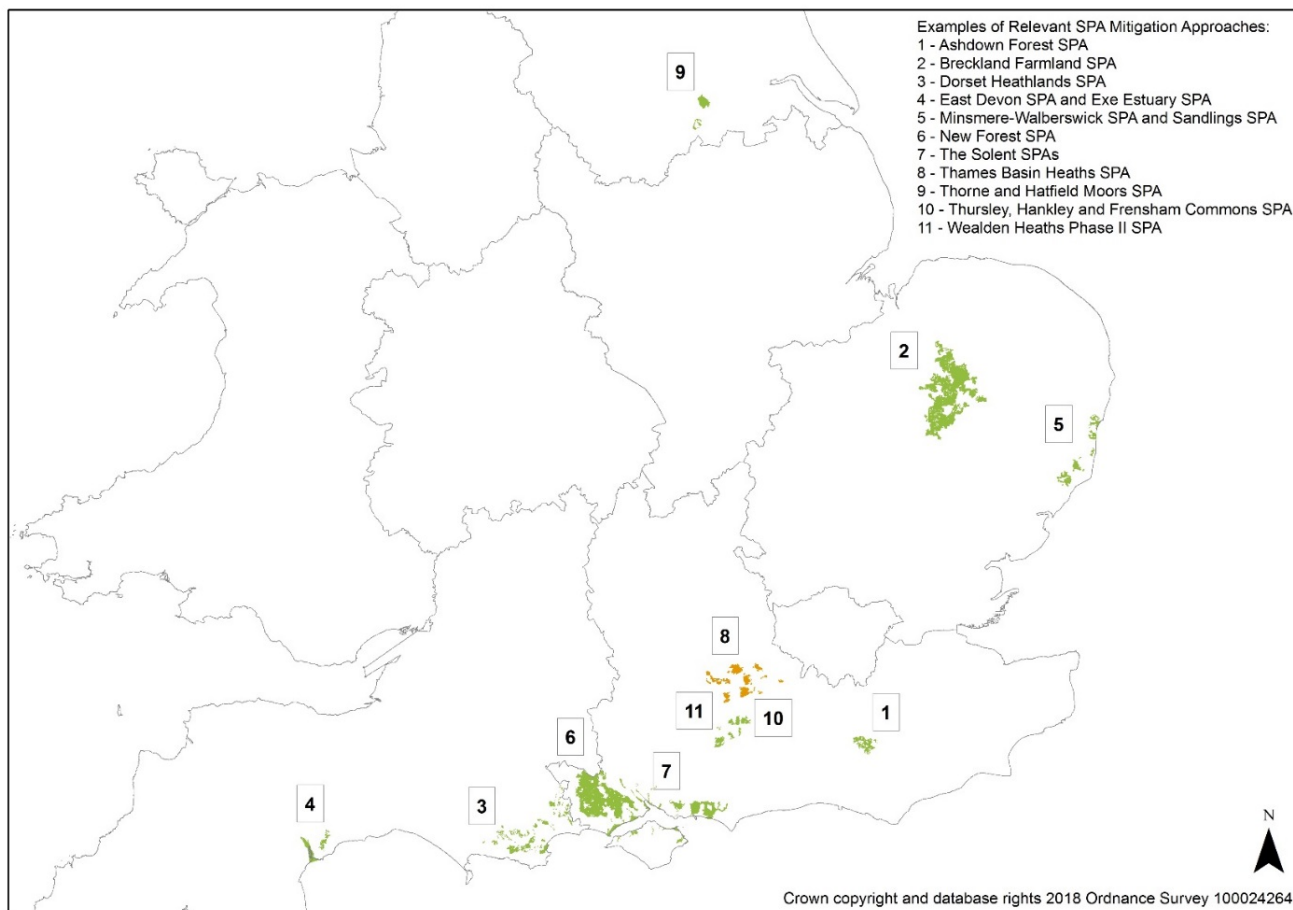 Examples of Relevant SPA Mitigation Approaches:
1 - Ashdown Forest SPA
2 - Breckland Farmland SPA
3 - Dorset Heathlands SPA
4 - East Devon SPA and Exe Estuary SPA
5 - Minsmere-Walberswick SPA and Sandlings SPA
6 - New Forest SPA
7 - The Solent SPAs
8 - Thames Basin Heaths SPA
9 - Thorne and Hatfield Moors SPA
10 - Thursley, Hankley and Frensham Commons SPA
11 - Wealden Heaths Phase II SPA
9
2
5
8
11
10
1
6
7
3
4
N
Crown copyright and database rights 2018 Ordnance Survey 100024264